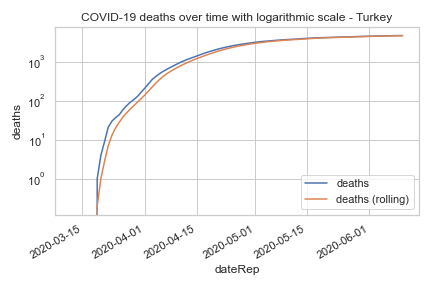 COVID-19 deaths over time with logarithmic scale - Turkey
deaths
10³
10²
10¹
10⁰
deaths
deaths (rolling)
2020-03-15
2020-04-01
2020-04-15
2020-05-01
2020-05-15
2020-06-01
dateRep